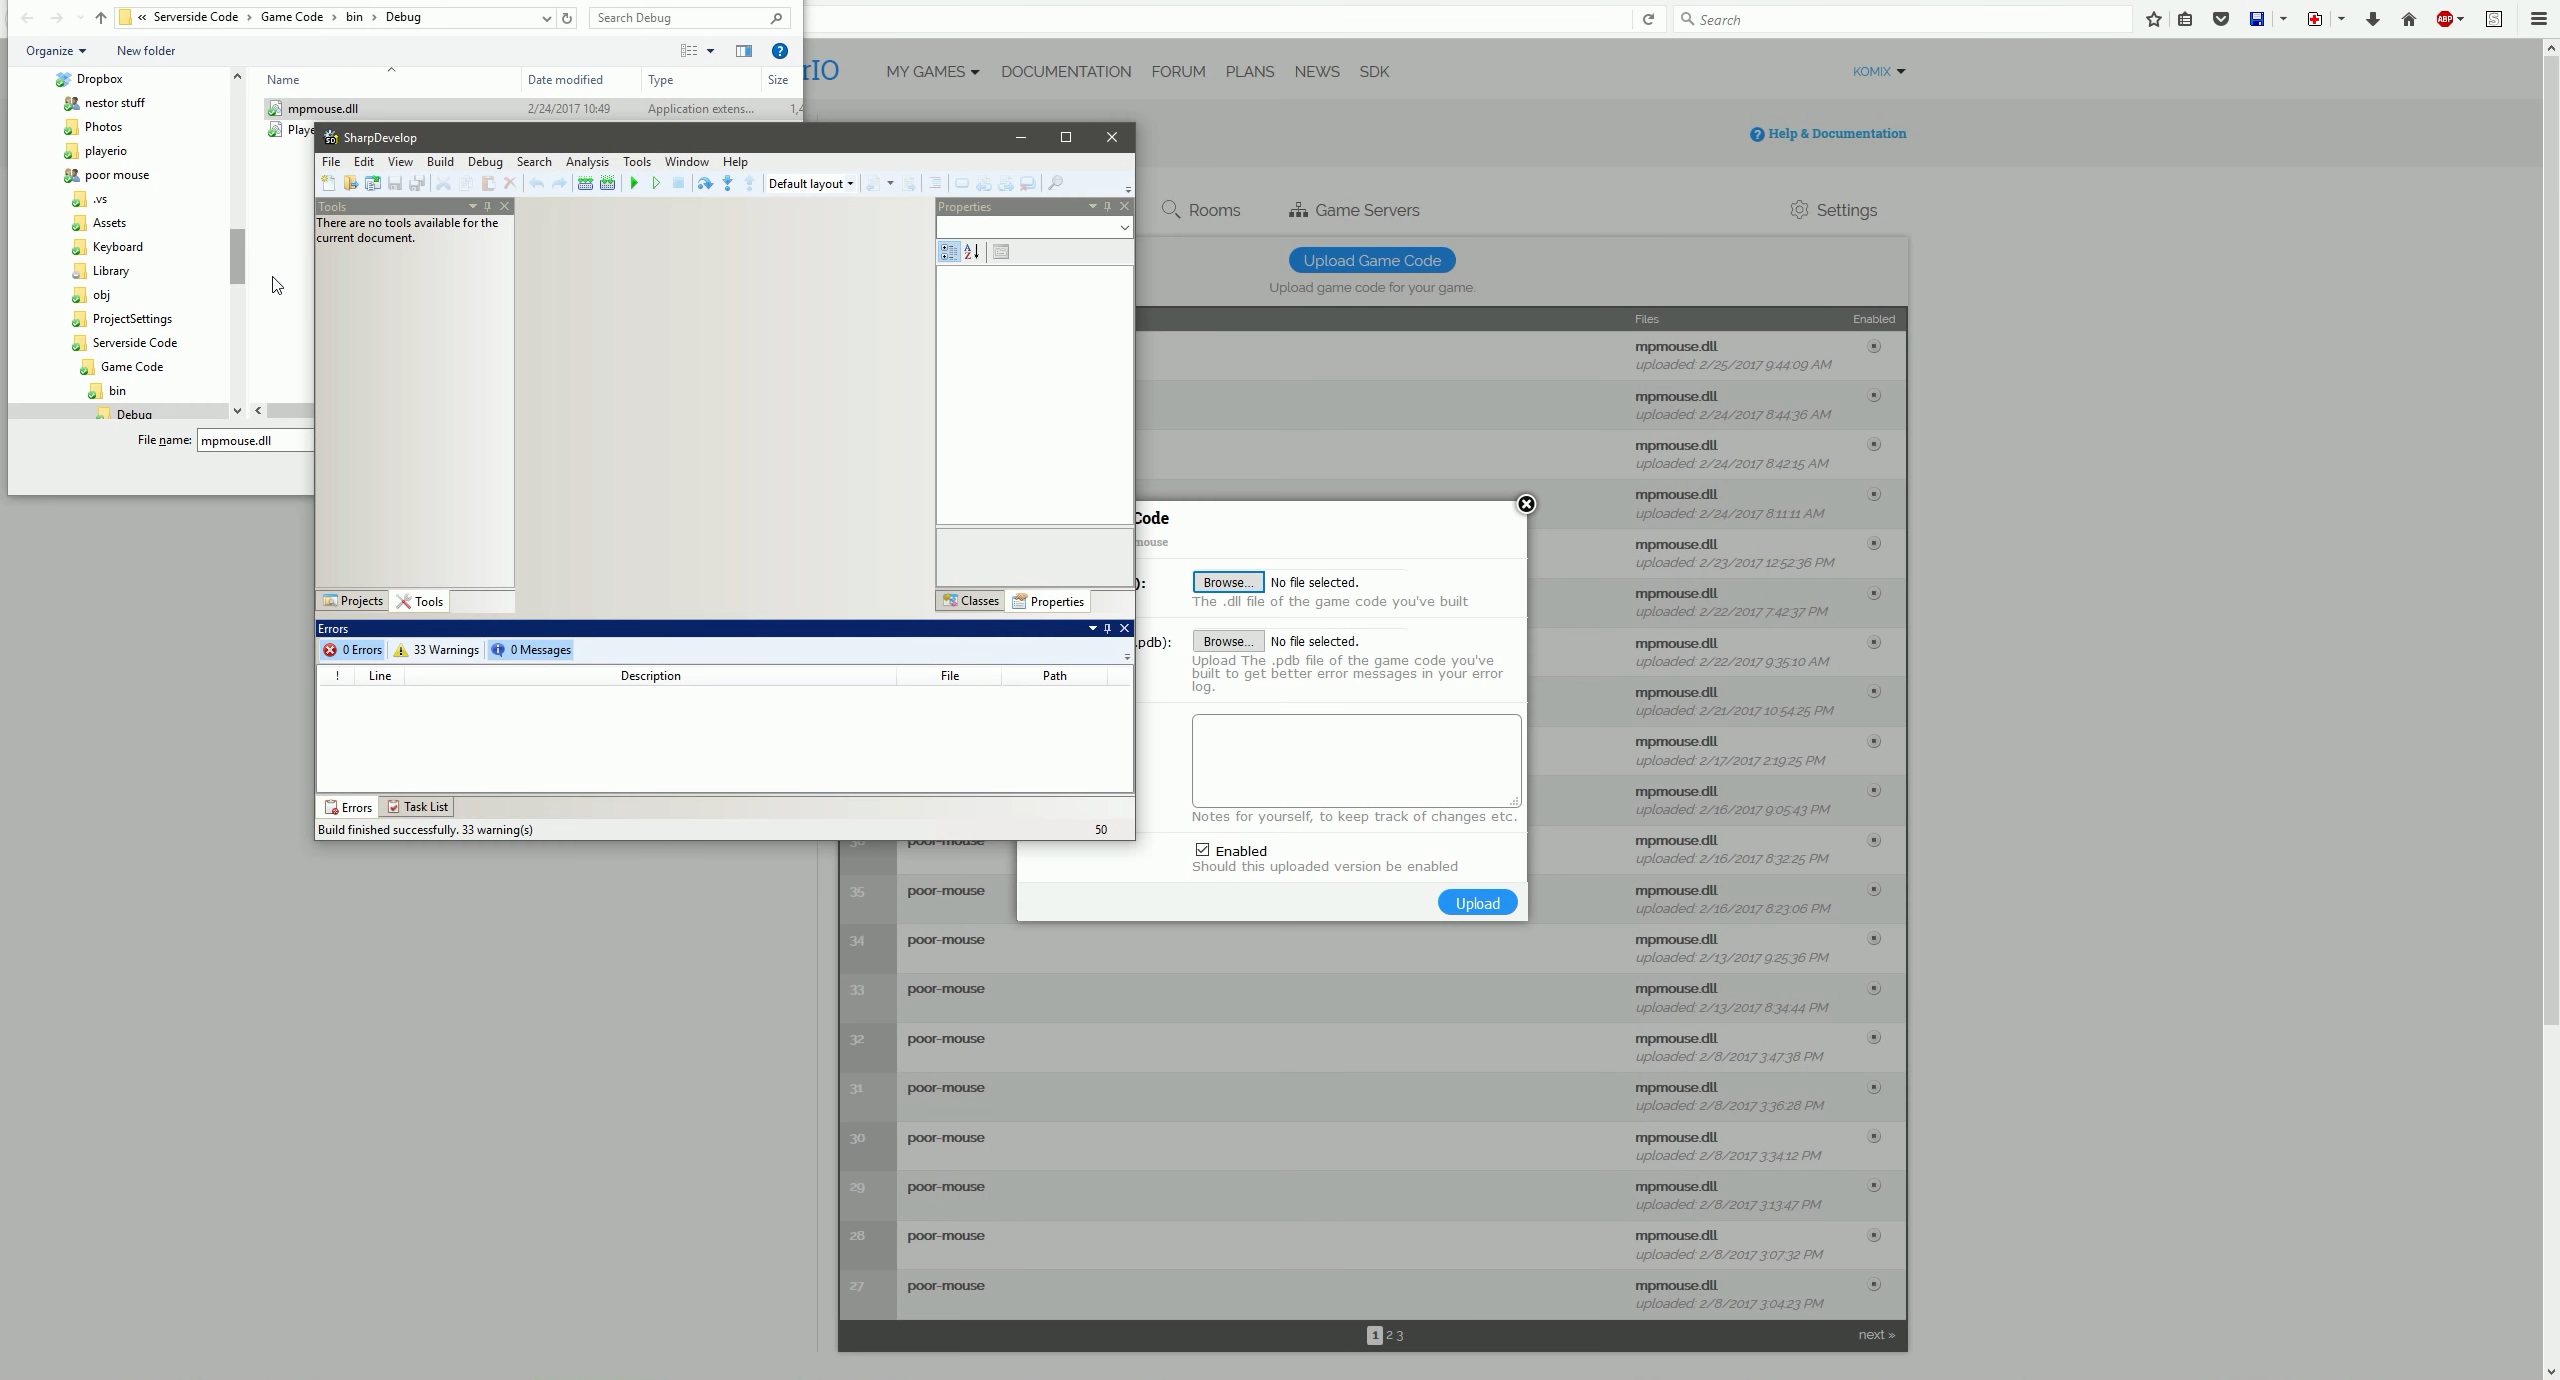 « Serverside Code › Game Code › bin › Debug
Search Debug
Organize
New folder
Dropbox
nestor stuff
Photos
playerio
poor mouse
.vs
Assets
Keyboard
Library
obj
ProjectSettings
Serverside Code
Game Code
bin
Debug
Name
Date modified
Type
Size
mpmouse.dll
2/24/2017 10:49
Application extens...
File name:
mpmouse.dll
SharpDevelop
File Edit View Build Debug Search Analysis Tools Window Help
Default layout
Tools
There are no tools available for the
current document.
Projects
Tools
Properties
Classes
Properties
Errors
0 Errors
33 Warnings
0 Messages
!
Line
Description
File
Path
Errors
Task List
Build finished successfully. 33 warning(s)
50
Search
ABP
rIO
MY GAMES
DOCUMENTATION
FORUM
PLANS
NEWS
SDK
KOMIX
? Help & Documentation
Rooms
Game Servers
Settings
Upload Game Code
Upload game code for your game.
Files
Enabled
mpmouse.dll
uploaded: 2/25/2017 9:44:09 AM
mpmouse.dll
uploaded: 2/24/2017 8:44:36 AM
mpmouse.dll
uploaded: 2/24/2017 8:42:15 AM
mpmouse.dll
uploaded: 2/24/2017 8:11:11 AM
mpmouse.dll
uploaded: 2/23/2017 12:52:36 PM
mpmouse.dll
uploaded: 2/22/2017 7:42:37 PM
mpmouse.dll
uploaded: 2/22/2017 9:35:10 AM
mpmouse.dll
uploaded: 2/21/2017 10:54:25 PM
mpmouse.dll
uploaded: 2/17/2017 2:19:25 PM
mpmouse.dll
uploaded: 2/16/2017 9:05:43 PM
36 poor-mouse mpmouse.dll
uploaded: 2/16/2017 8:32:25 PM
35 poor-mouse mpmouse.dll
uploaded: 2/16/2017 8:23:06 PM
34 poor-mouse mpmouse.dll
uploaded: 2/13/2017 9:25:36 PM
33 poor-mouse mpmouse.dll
uploaded: 2/13/2017 8:34:44 PM
32 poor-mouse mpmouse.dll
uploaded: 2/8/2017 3:47:38 PM
31 poor-mouse mpmouse.dll
uploaded: 2/8/2017 3:36:28 PM
30 poor-mouse mpmouse.dll
uploaded: 2/8/2017 3:34:12 PM
29 poor-mouse mpmouse.dll
uploaded: 2/8/2017 3:13:47 PM
28 poor-mouse mpmouse.dll
uploaded: 2/8/2017 3:07:32 PM
27 poor-mouse mpmouse.dll
uploaded: 2/8/2017 3:04:23 PM
1 2 3
next »
Code
mouse
):
Browse... No file selected.
The .dll file of the game code you've built
.pdb):
Browse... No file selected.
Upload The .pdb file of the game code you've
built to get better error messages in your error
log.
Notes for yourself, to keep track of changes etc.
Enabled
Should this uploaded version be enabled
Upload